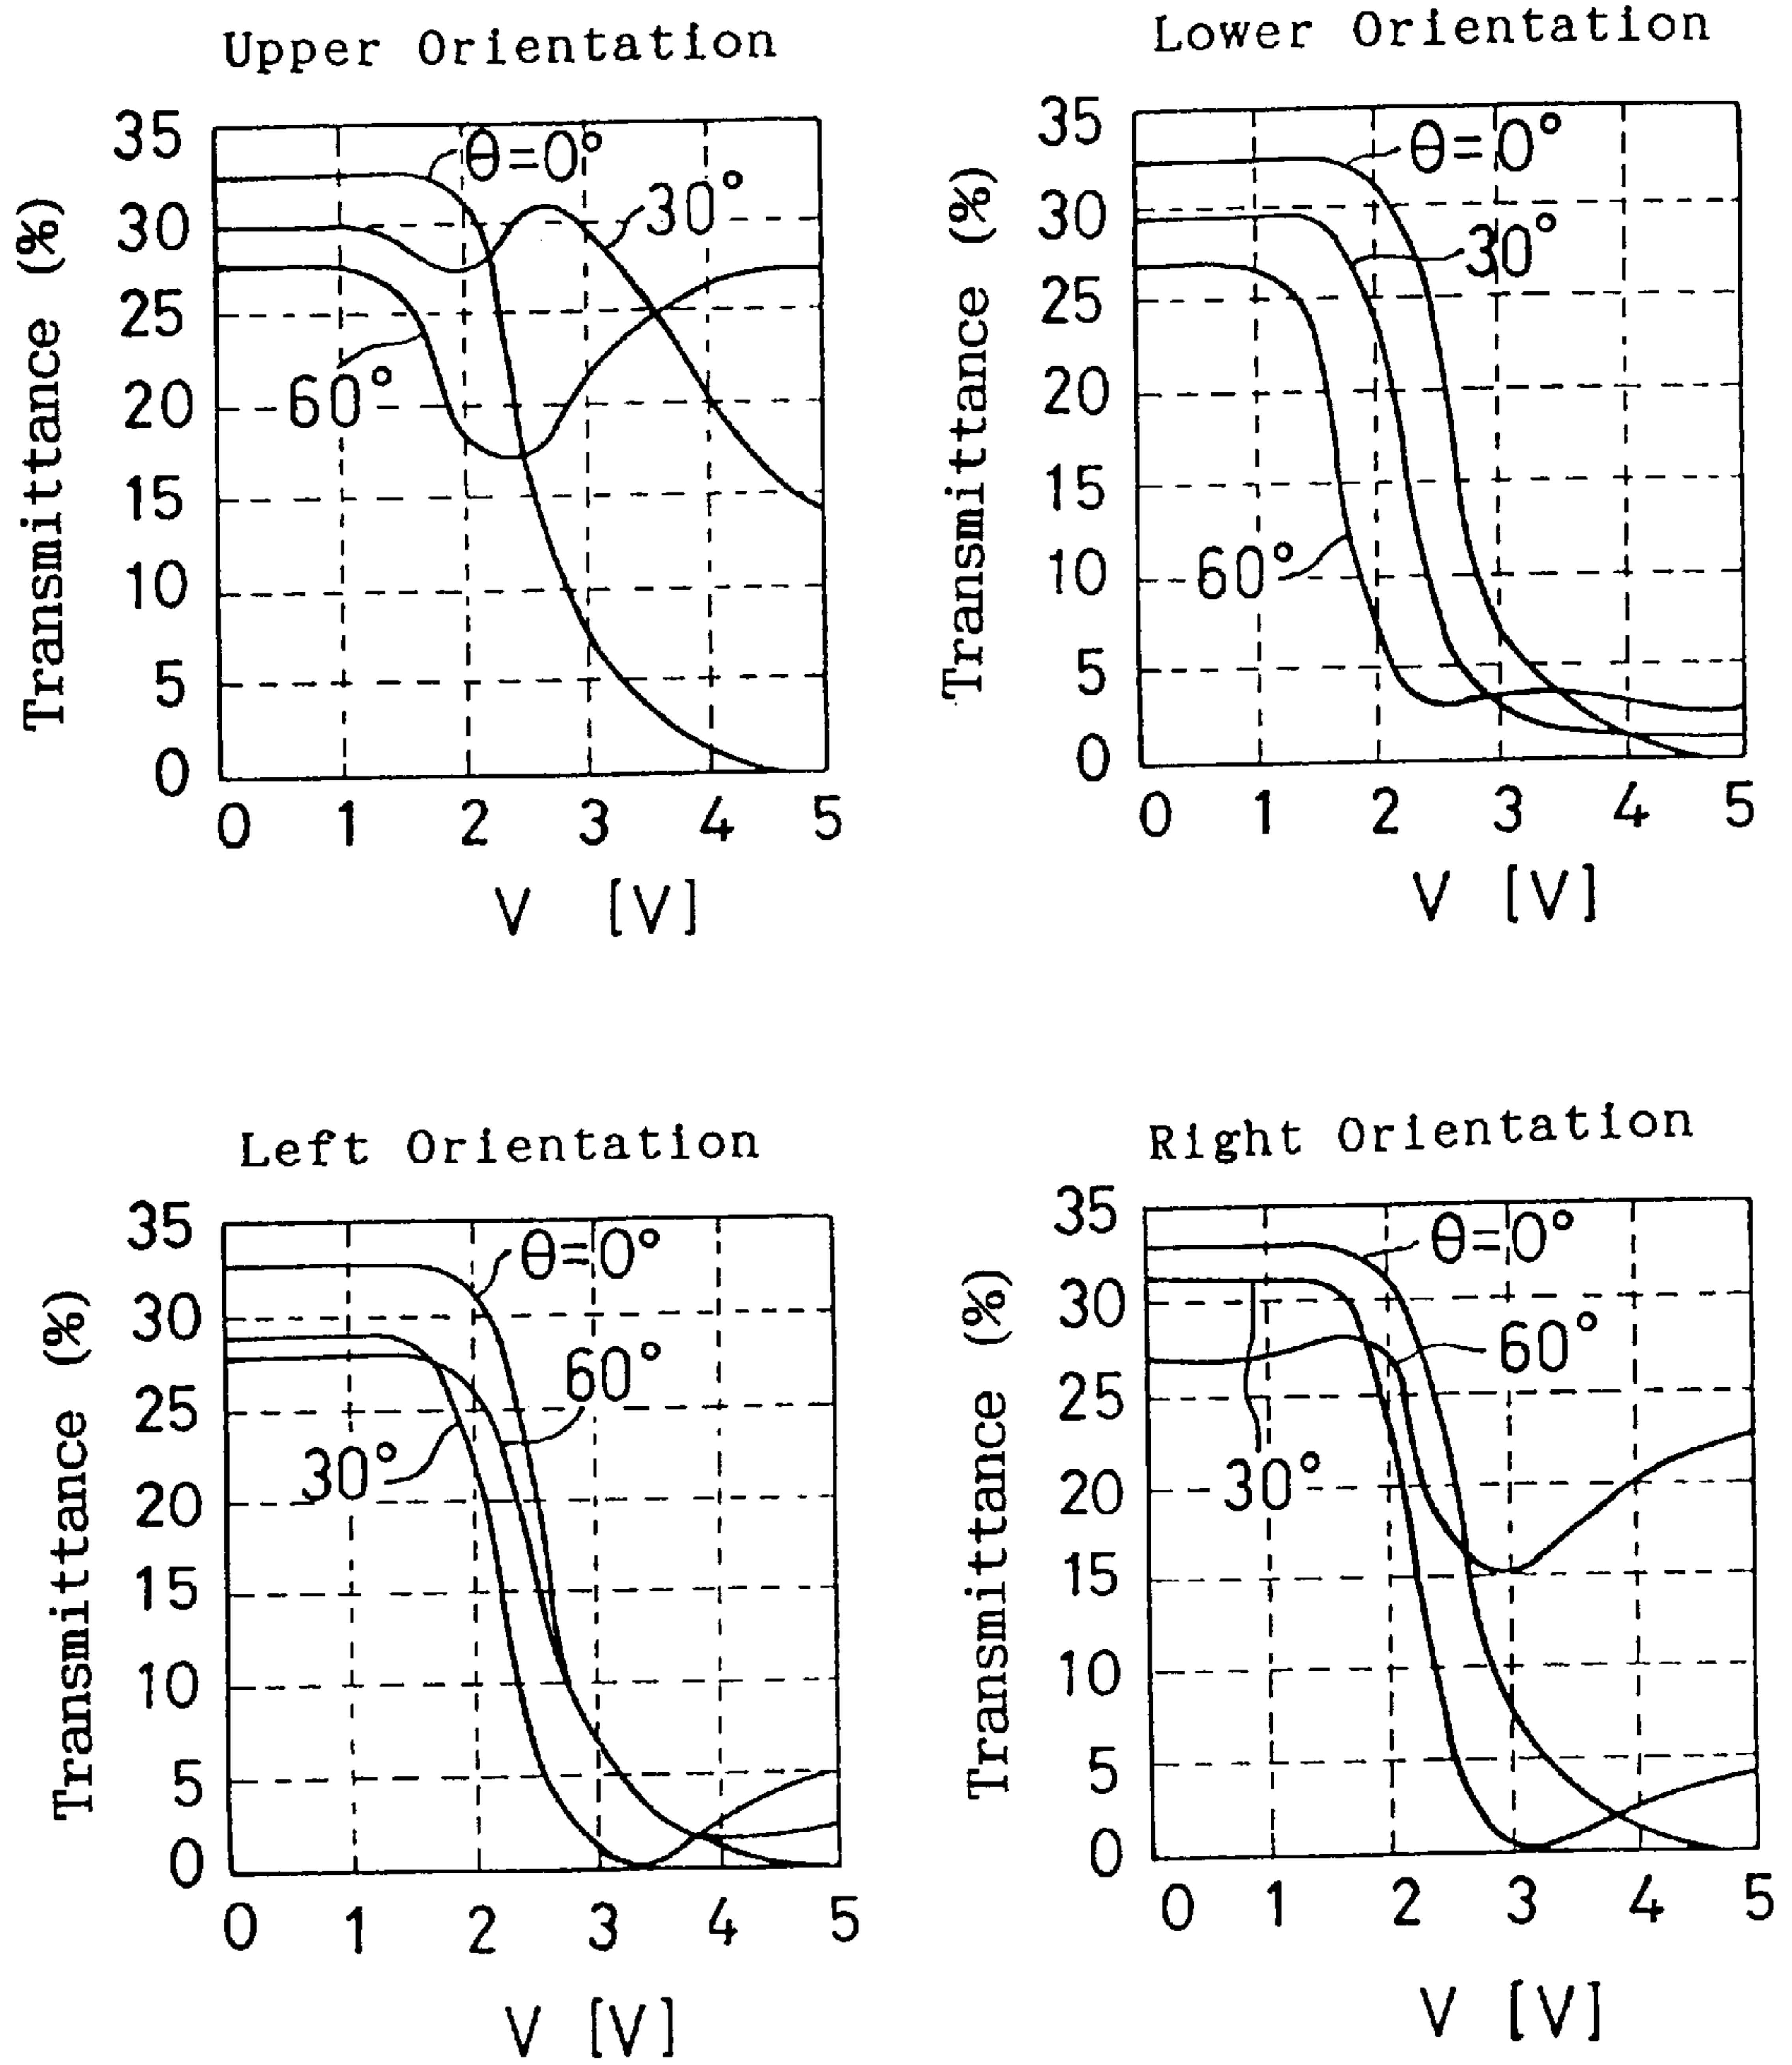 Upper Orientation
Transmittance (%)
35
30
25
20
15
10
5
0
θ=0°
30°
60°
0 1 2 3 4 5
V [V]
Lower Orientation
Transmittance (%)
35
30
25
20
15
10
5
0
θ=0°
30°
60°
0 1 2 3 4 5
V [V]
Left Orientation
Transmittance (%)
35
30
25
20
15
10
5
0
θ=0°
60°
30°
0 1 2 3 4 5
V [V]
Right Orientation
Transmittance (%)
35
30
25
20
15
10
5
0
θ=0°
60°
30°
0 1 2 3 4 5
V [V]